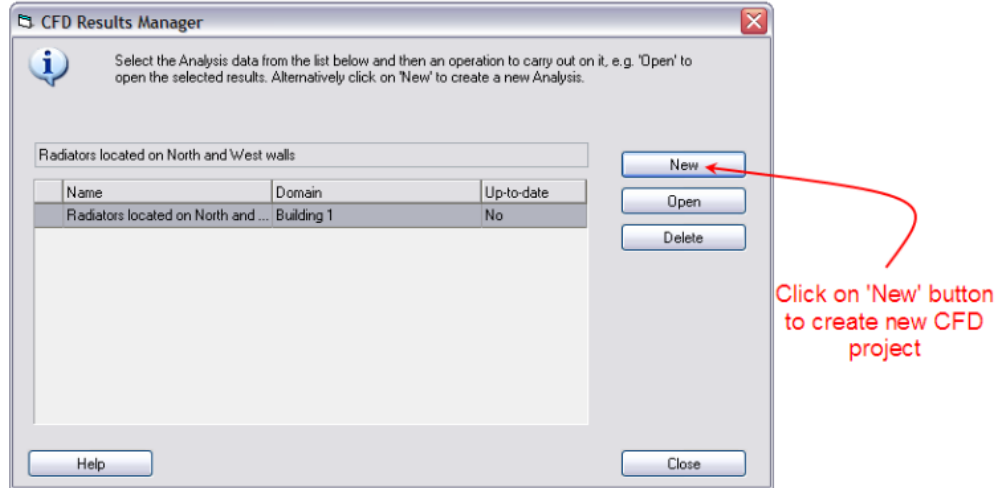 CFD Results Manager
Select the Analysis data from the list below and then an operation to carry out on it, e.g. 'Open' to
open the selected results. Alternatively click on 'New' to create a new Analysis.
Radiators located on North and West walls
New
Name Domain Up-to-date
Open
Radiators located on North and ... Building 1 No
Delete
Click on 'New' button
to create new CFD
project
Help Close